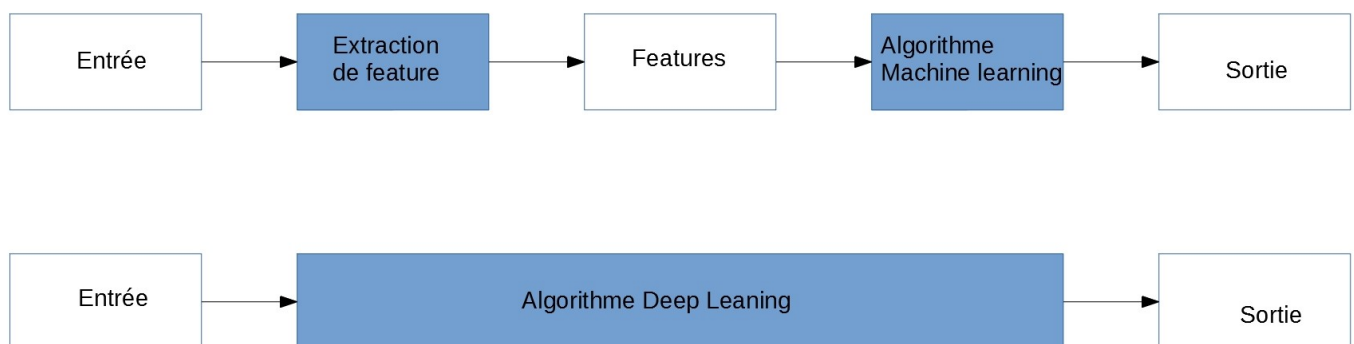 Entrée
Extraction
de feature
Features
Algorithme
Machine learning
Sortie
Entrée
Algorithme Deep Leaning
Sortie